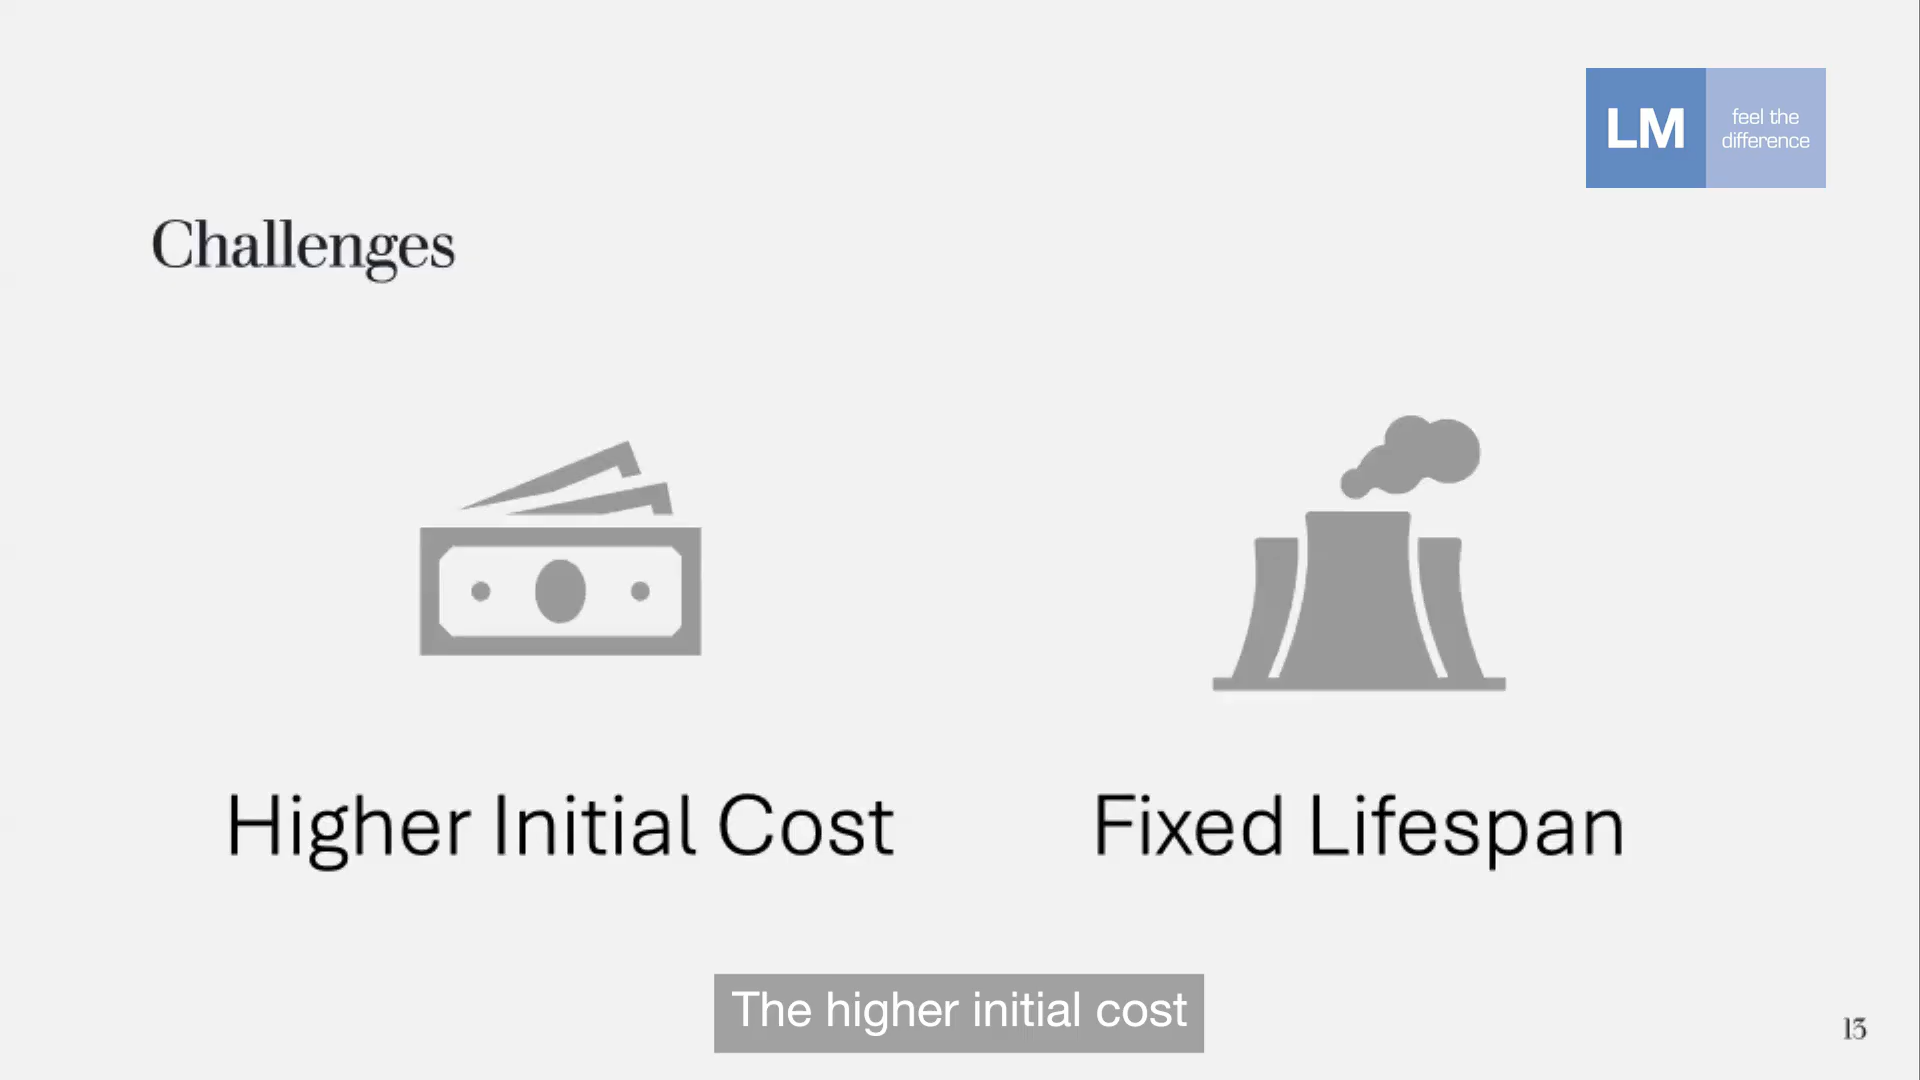 LM
feel the
difference
Challenges
Higher Initial Cost
Fixed Lifespan
The higher initial cost
13